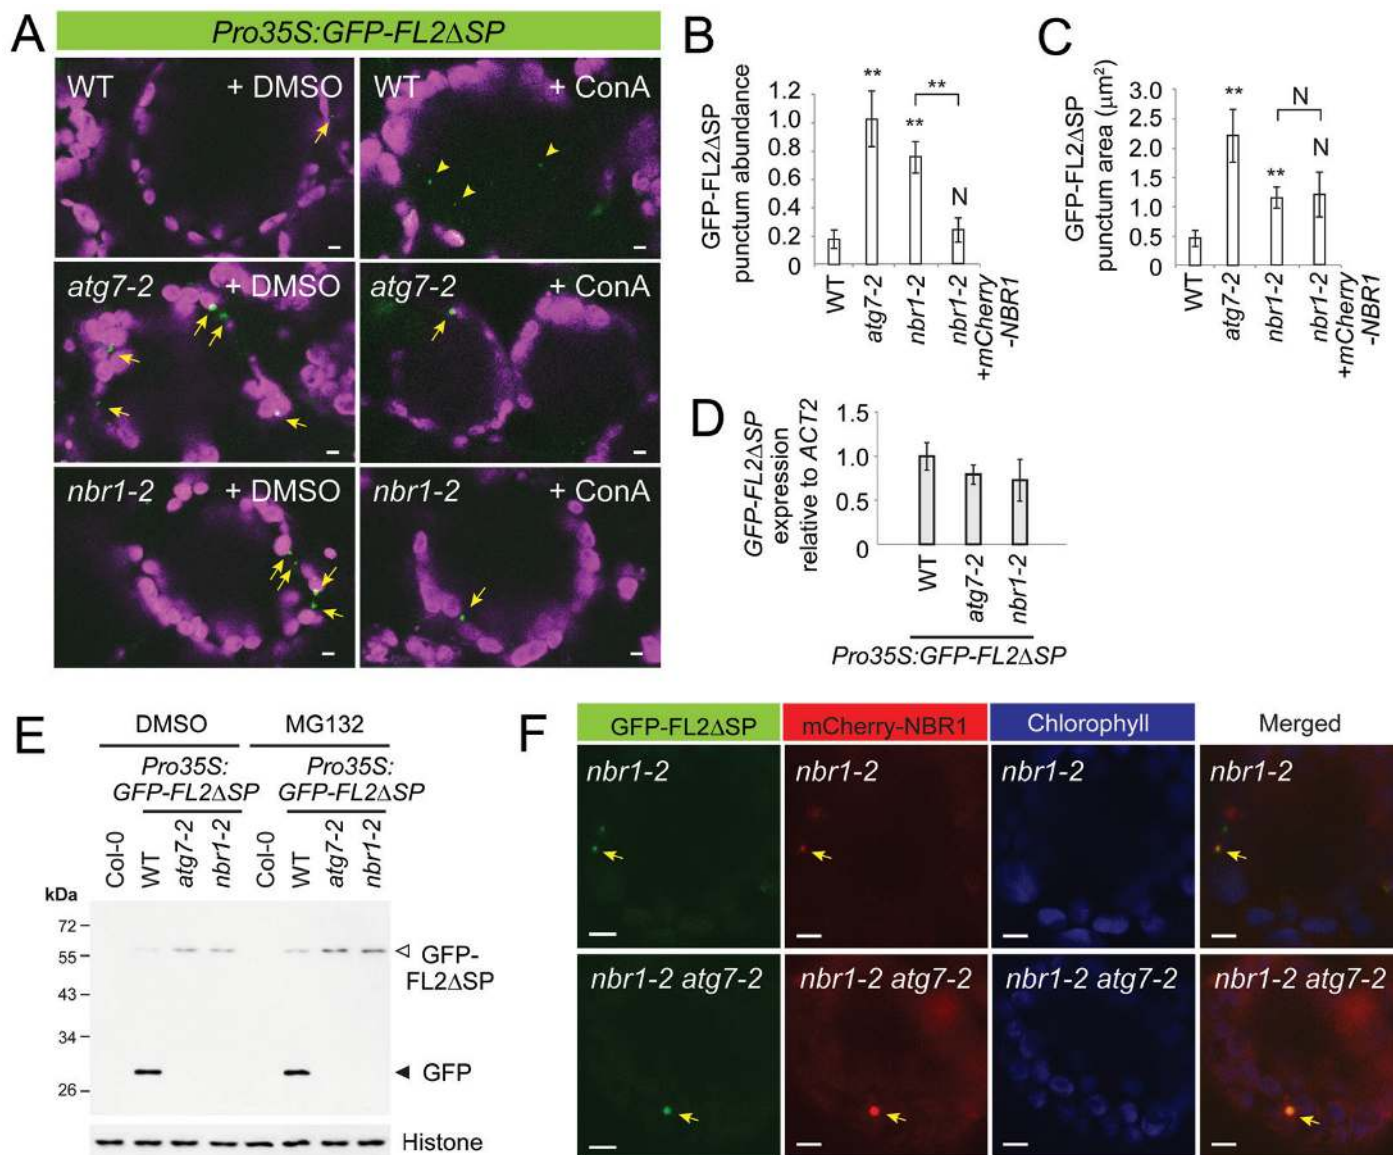 A
Pro35S:GFP-FL2ΔSP
WT + DMSO
WT + ConA
atg7-2 + DMSO
atg7-2 + ConA
nbr1-2 + DMSO
nbr1-2 + ConA
B
GFP-FL2ΔSP
punctum abundance
1.2
1.0
0.8
0.6
0.4
0.2
0
**
**
**
N
WT
atg7-2
nbr1-2
nbr1-2
+mCherry
-NBR1
C
GFP-FL2ΔSP
punctum area (μm²)
3.0
2.5
2.0
1.5
1.0
0.5
0
**
**
N
N
WT
atg7-2
nbr1-2
nbr1-2
+mCherry
-NBR1
D
GFP-FL2ΔSP
expression
relative to ACT2
1.5
1.0
0.5
0
WT
atg7-2
nbr1-2
Pro35S:GFP-FL2ΔSP
E
DMSO MG132
Pro35S: Pro35S:
GFP-FL2ΔSP GFP-FL2ΔSP
Col-0 WT atg7-2 nbr1-2 Col-0 WT atg7-2 nbr1-2
kDa
72
55
43
34
26
GFP-
FL2ΔSP
GFP
Histone
F
GFP-FL2ΔSP mCherry-NBR1 Chlorophyll Merged
nbr1-2 nbr1-2 nbr1-2 nbr1-2
nbr1-2 atg7-2 nbr1-2 atg7-2 nbr1-2 atg7-2 nbr1-2 atg7-2